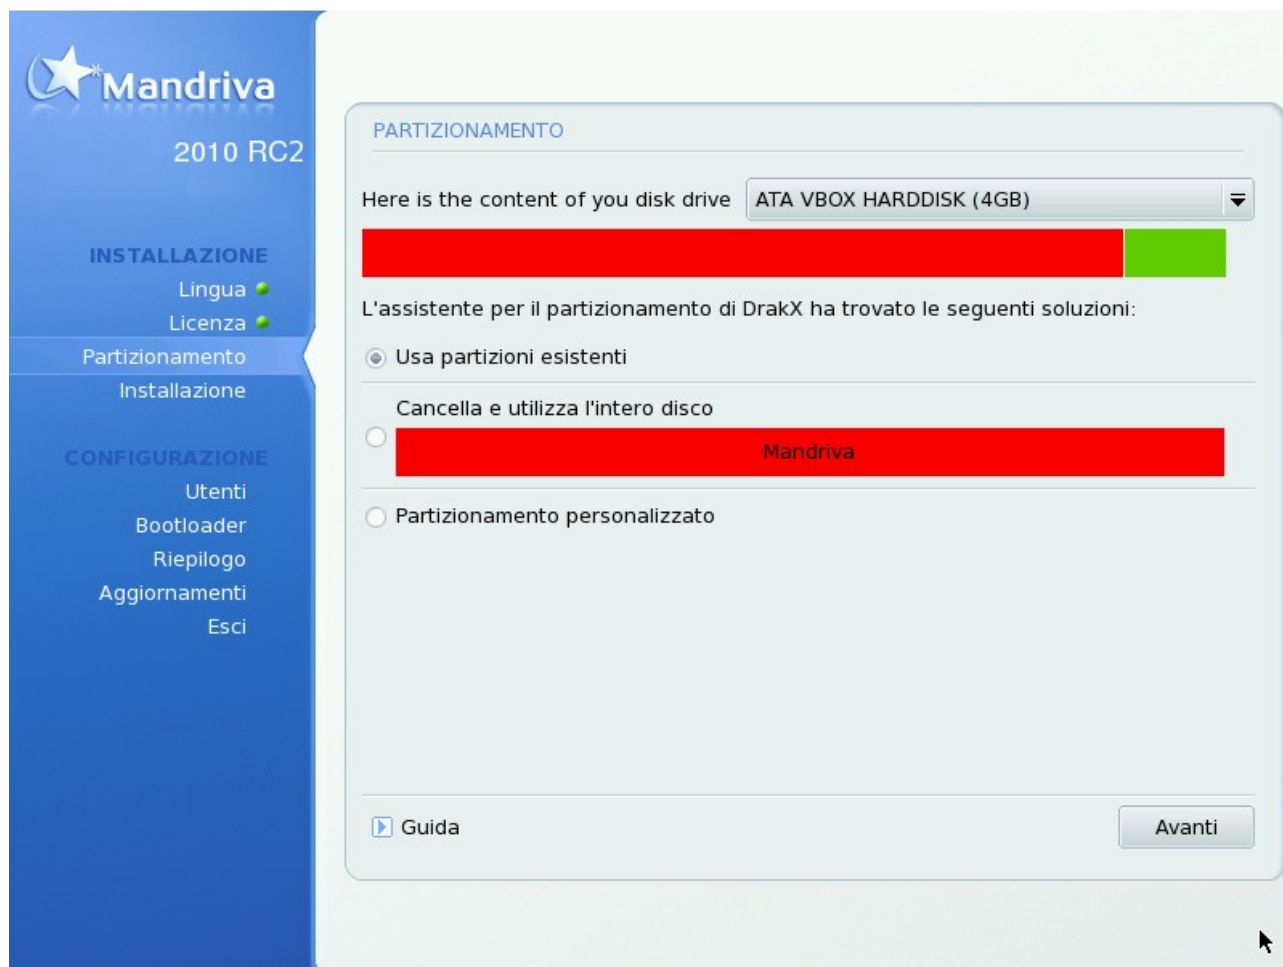 Mandriva
2010 RC2
INSTALLAZIONE
Lingua
Licenza
Partizionamento
Installazione
CONFIGURAZIONE
Utenti
Bootloader
Riepilogo
Aggiornamenti
Esci
PARTIZIONAMENTO
Here is the content of you disk drive ATA VBOX HARDDISK (4GB)
L'assistente per il partizionamento di DrakX ha trovato le seguenti soluzioni:
Usa partizioni esistenti
Cancella e utilizza l'intero disco
Mandriva
Partizionamento personalizzato
Guida
Avanti